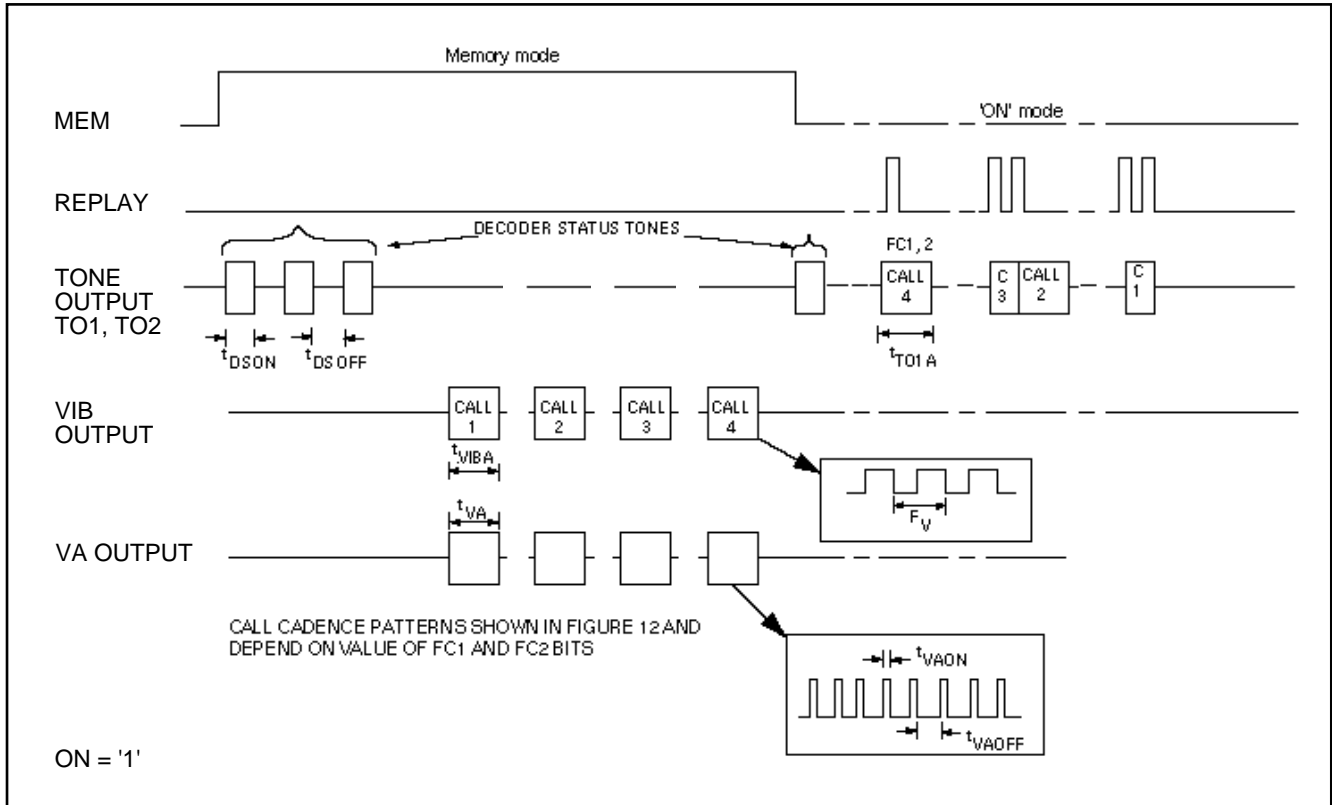 Memory mode
MEM
'ON' mode
REPLAY
DECODER STATUS TONES
FC1, 2
TONE
OUTPUT
TO1, TO2
CALL
4
C
3
CALL
2
C
1
tDSON
tDSOFF
tTO1A
VIB
OUTPUT
CALL
1
CALL
2
CALL
3
CALL
4
tVIBA
FV
tVA
VA OUTPUT
CALL CADENCE PATTERNS SHOWN IN FIGURE 12 AND
DEPEND ON VALUE OF FC1 AND FC2 BITS
tVAON
tVAOFF
ON = '1'